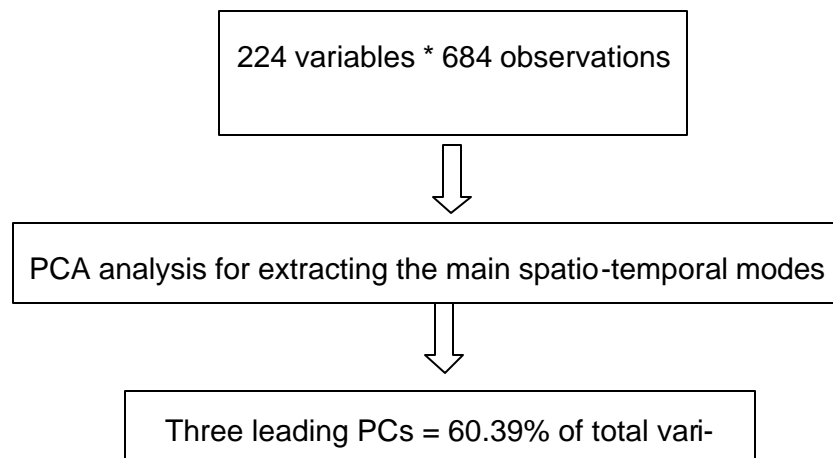 224 variables * 684 observations
PCA analysis for extracting the main spatio-temporal modes
Three leading PCs = 60.39% of total vari-